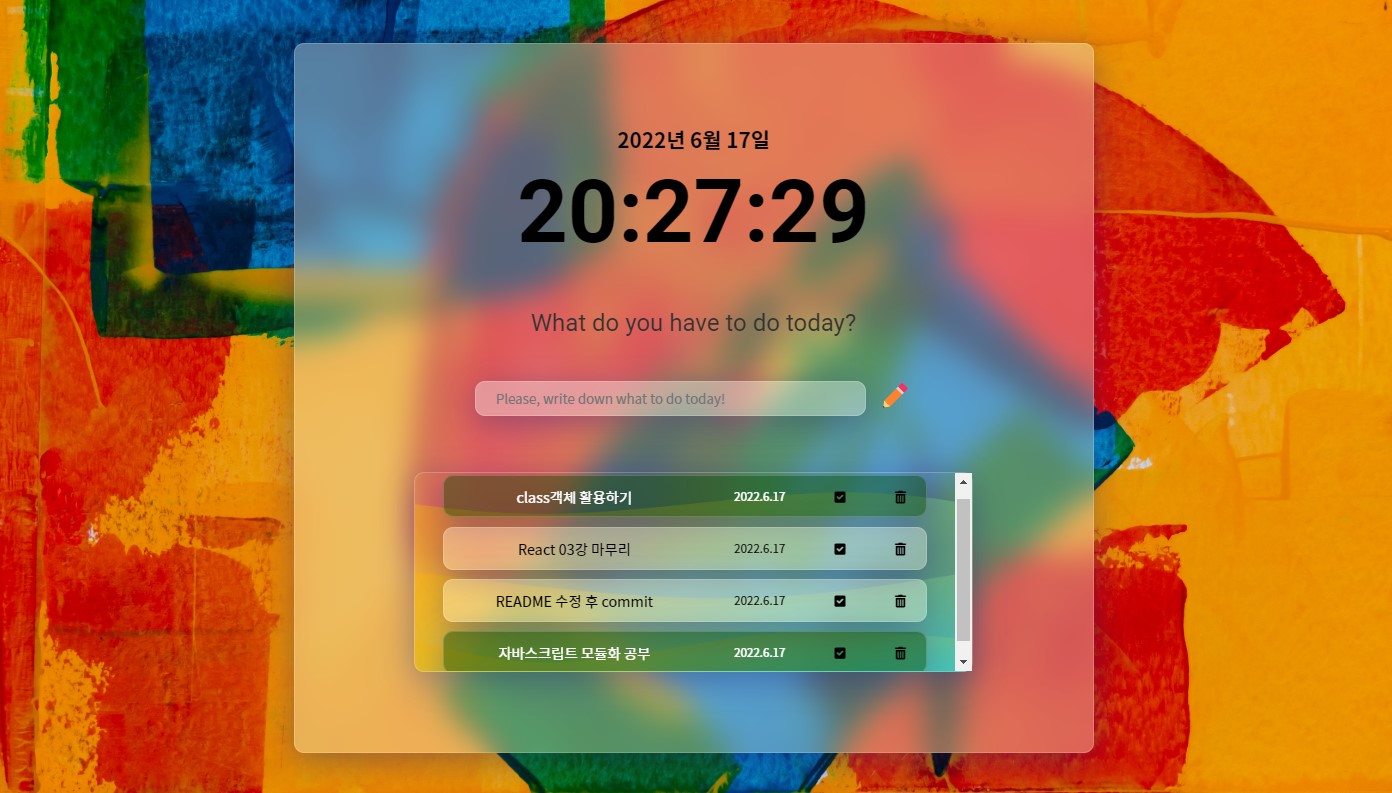 2022년 6월 17일
20:27:29
What do you have to do today?
Please, write down what to do today!
class객체 활용하기 2022.6.17
React 03강 마무리 2022.6.17
README 수정 후 commit 2022.6.17
자바스크립트 모듈화 공부 2022.6.17